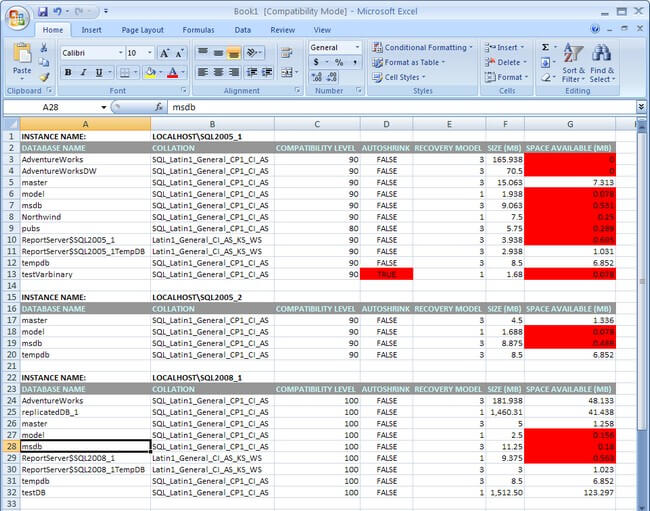 Book1 [Compatibility Mode] - Microsoft Excel
Home Insert Page Layout Formulas Data Review View
Paste Calibri 10 General Conditional Formatting Format as Table Cell Styles Insert Delete Format Σ Sort & Filter Find & Select
Clipboard Font Alignment Number Styles Cells Editing
A28 fx msdb
A B C D E F G
1 INSTANCE NAME: LOCALHOST\SQL2005_1
2 DATABASE NAME COLLATION COMPATIBILITY LEVEL AUTOSHRINK RECOVERY MODEL SIZE (MB) SPACE AVAILABLE (MB)
3 AdventureWorks SQL_Latin1_General_CP1_CI_AS 90 FALSE 3 165.938 0
4 AdventureWorksDW SQL_Latin1_General_CP1_CI_AS 90 FALSE 3 70.5 0
5 master SQL_Latin1_General_CP1_CI_AS 90 FALSE 3 15.063 7.313
6 model SQL_Latin1_General_CP1_CI_AS 90 FALSE 1 1.938 0.078
7 msdb SQL_Latin1_General_CP1_CI_AS 90 FALSE 3 9.063 0.531
8 Northwind SQL_Latin1_General_CP1_CI_AS 90 FALSE 1 7.5 0.25
9 pubs SQL_Latin1_General_CP1_CI_AS 80 FALSE 3 5.75 0.289
10 ReportServer$SQL2005_1 Latin1_General_CI_AS_KS_WS 90 FALSE 3 3.938 0.695
11 ReportServer$SQL2005_1TempDB Latin1_General_CI_AS_KS_WS 90 FALSE 3 2.938 1.031
12 tempdb SQL_Latin1_General_CP1_CI_AS 90 FALSE 3 8.5 6.852
13 testVarbinary SQL_Latin1_General_CP1_CI_AS 90 TRUE 1 1.68 0.078
14
15 INSTANCE NAME: LOCALHOST\SQL2005_2
16 DATABASE NAME COLLATION COMPATIBILITY LEVEL AUTOSHRINK RECOVERY MODEL SIZE (MB) SPACE AVAILABLE (MB)
17 master SQL_Latin1_General_CP1_CI_AS 90 FALSE 3 4.5 1.336
18 model SQL_Latin1_General_CP1_CI_AS 90 FALSE 1 1.688 0.078
19 msdb SQL_Latin1_General_CP1_CI_AS 90 FALSE 3 8.875 0.469
20 tempdb SQL_Latin1_General_CP1_CI_AS 90 FALSE 3 8.5 6.852
21
22 INSTANCE NAME: LOCALHOST\SQL2008_1
23 DATABASE NAME COLLATION COMPATIBILITY LEVEL AUTOSHRINK RECOVERY MODEL SIZE (MB) SPACE AVAILABLE (MB)
24 AdventureWorks SQL_Latin1_General_CP1_CI_AS 100 FALSE 3 181.938 48.133
25 replicatedDB_1 SQL_Latin1_General_CP1_CI_AS 100 FALSE 1 1,460.31 41.438
26 master SQL_Latin1_General_CP1_CI_AS 100 FALSE 3 5 1.258
27 model SQL_Latin1_General_CP1_CI_AS 100 FALSE 1 2.5 0.156
28 msdb SQL_Latin1_General_CP1_CI_AS 100 FALSE 3 11.25 0.18
29 ReportServer$SQL2008_1 Latin1_General_CI_AS_KS_WS 100 FALSE 1 9.375 0.563
30 ReportServer$SQL2008_1TempDB Latin1_General_CI_AS_KS_WS 100 FALSE 3 3 1.023
31 tempdb SQL_Latin1_General_CP1_CI_AS 100 FALSE 3 8.5 6.852
32 testDB SQL_Latin1_General_CP1_CI_AS 100 FALSE 1 1,512.50 123.297
33